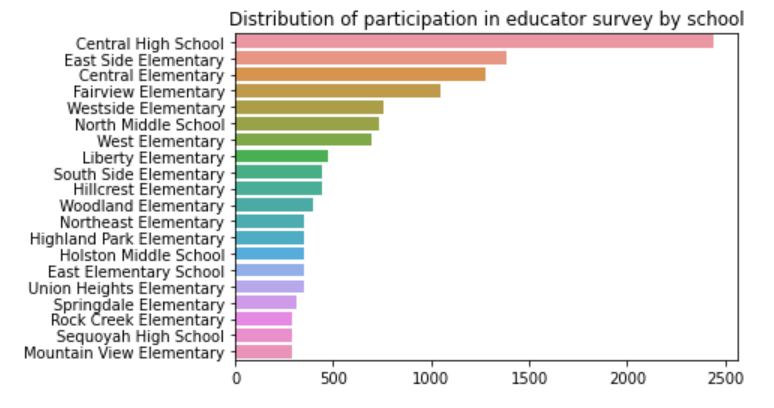 Distribution of participation in educator survey by school
Central High School
East Side Elementary
Central Elementary
Fairview Elementary
Westside Elementary
North Middle School
West Elementary
Liberty Elementary
South Side Elementary
Hillcrest Elementary
Woodland Elementary
Northeast Elementary
Highland Park Elementary
Holston Middle School
East Elementary School
Union Heights Elementary
Springdale Elementary
Rock Creek Elementary
Sequoyah High School
Mountain View Elementary
0 500 1000 1500 2000 2500